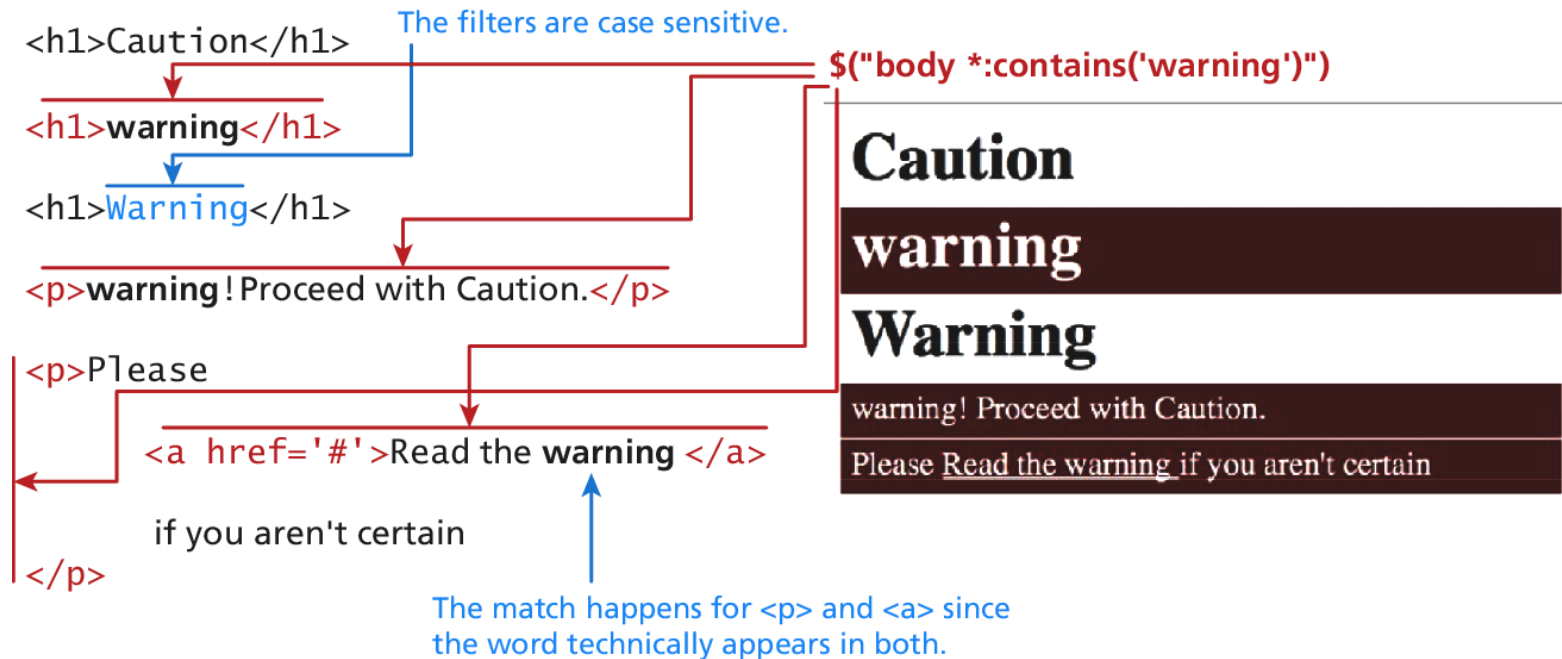 The filters are case sensitive.
<h1>Caution</h1>
<h1>warning</h1>
<h1>Warning</h1>
<p>warning!Proceed with Caution.</p>
<p>Please
<a href='#'>Read the warning </a>
if you aren't certain
</p>
The match happens for <p> and <a> since
the word technically appears in both.
$("body *:contains('warning')")
Caution
warning
Warning
warning! Proceed with Caution.
Please Read the warning if you aren't certain